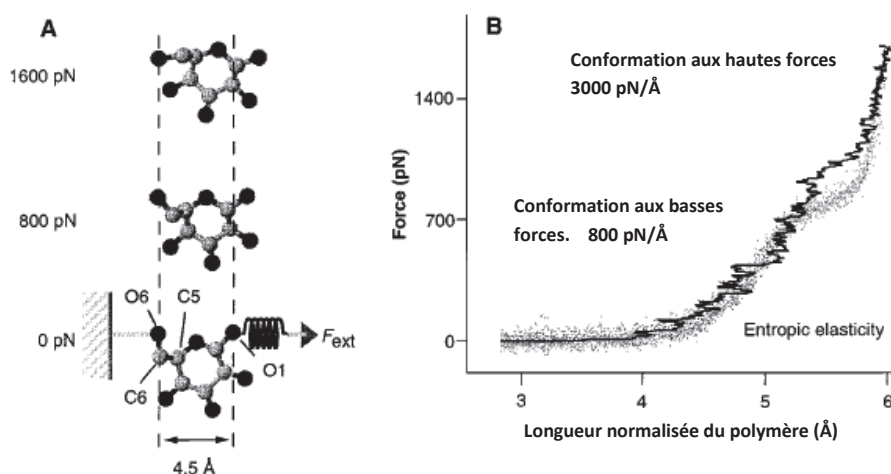 A
1600 pN
800 pN
0 pN
O6
C5
F ext
C6
O1
4.5 Å
B
Conformation aux hautes forces
3000 pN/Å
Conformation aux basses
forces. 800 pN/Å
Entropic elasticity
Force (pN)
1400
700
0
3 4 5 6
Longueur normalisée du polymère (Å)